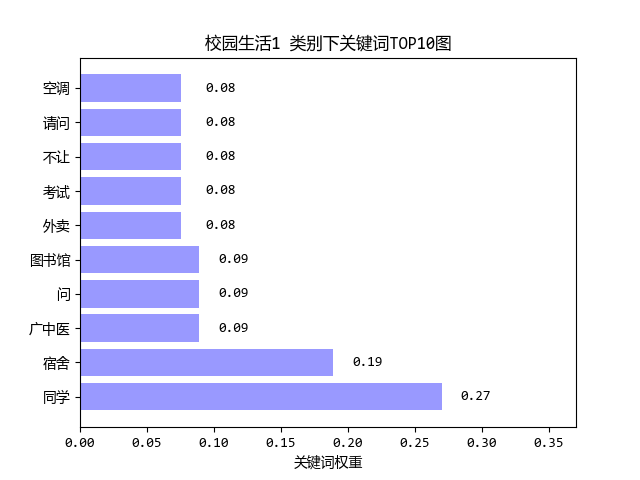 校园生活1 类别下关键词TOP10图
空调 0.08
请问 0.08
不让 0.08
考试 0.08
外卖 0.08
图书馆 0.09
问 0.09
广中医 0.09
宿舍 0.19
同学 0.27
0.00 0.05 0.10 0.15 0.20 0.25 0.30 0.35
关键词权重